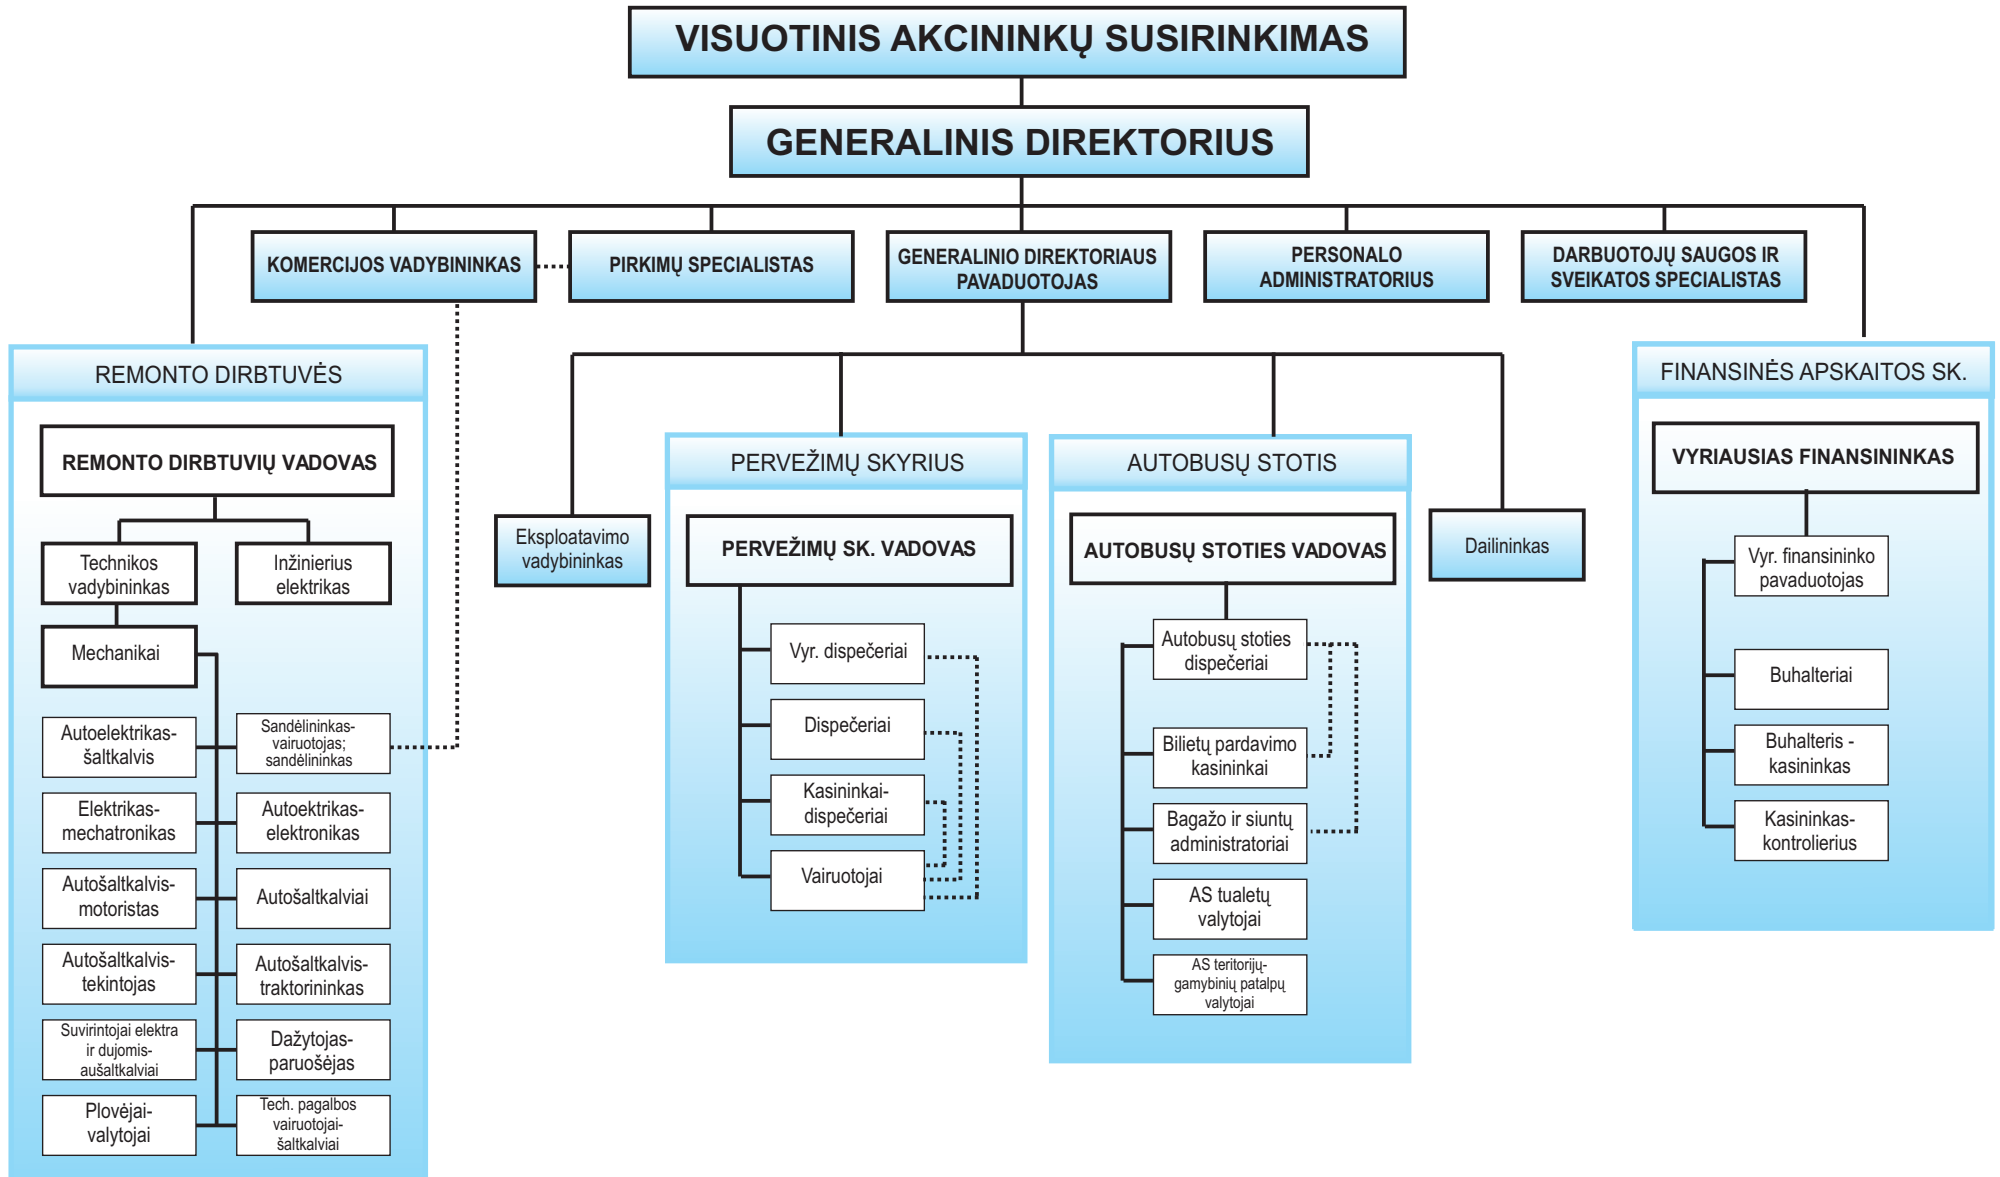 VISUOTINIS AKCININKŲ SUSIRINKIMAS
GENERALINIS DIREKTORIUS
KOMERCIJOS VADYBININKAS
PIRKIMŲ SPECIALISTAS
GENERALINIO DIREKTORIAUS
PAVADUOTOJAS
PERSONALO
ADMINISTRATORIUS
DARBUOTOJŲ SAUGOS IR
SVEIKATOS SPECIALISTAS
REMONTO DIRBTUVĖS
REMONTO DIRBTUVIŲ VADOVAS
Technikos
vadybininkas
Inžinierius
elektrikas
Mechanikai
Autoelektrikas-
šaltkalvis
Sandėlininkas-
vairuotojas;
sandėlininkas
Elektrikas-
mechatronikas
Autoektrikas-
elektronikas
Autošaltkalvis-
motoristas
Autošaltkalviai
Autošaltkalvis-
tekintojas
Autošaltkalvis-
traktorininkas
Suvirintojai elektra
ir dujomis-
aušaltkalviai
Dažytojas-
paruošėjas
Plovėjai-
valytojai
Tech. pagalbos
vairuotojai-
šaltkalviai
Eksploatavimo
vadybininkas
PERVEŽIMŲ SKYRIUS
PERVEŽIMŲ SK. VADOVAS
Vyr. dispečeriai
Dispečeriai
Kasininkai-
dispečeriai
Vairuotojai
AUTOBUSŲ STOTIS
AUTOBUSŲ STOTIES VADOVAS
Autobusų stoties
dispečeriai
Bilietų pardavimo
kasininkai
Bagažo ir siuntų
administratoriai
AS tualetų
valytojai
AS teritorijų-
gamybinių patalpų
valytojai
Dailininkas
FINANSINĖS APSKAITOS SK.
VYRIAUSIAS FINANSININKAS
Vyr. finansininko
pavaduotojas
Buhalteriai
Buhalteris -
kasininkas
Kasininkas-
kontrolierius